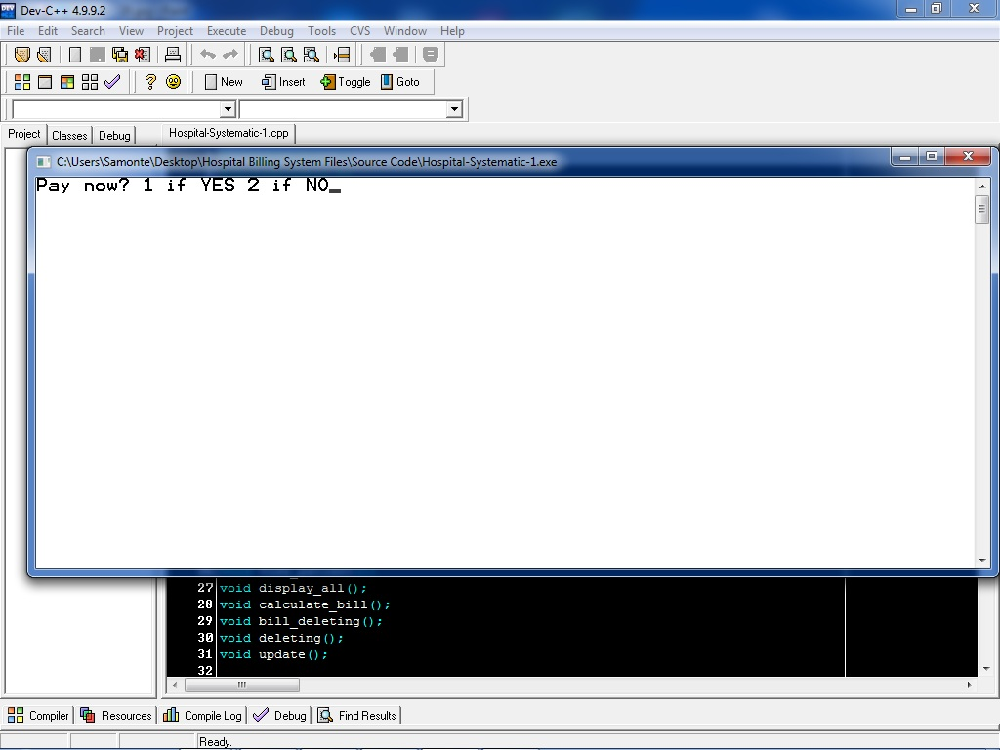 Dev-C++ 4.9.9.2
File Edit Search View Project Execute Debug Tools CVS Window Help
New Insert Toggle Goto
Project Classes Debug Hospital-Systematic-1.cpp
C:\Users\Samonte\Desktop\Hospital Billing System Files\Source Code\Hospital-Systematic-1.exe
Pay now? 1 if YES 2 if NO_
27 void display_all();
28 void calculate_bill();
29 void bill_deleting();
30 void deleting();
31 void update();
32
Compiler Resources Compile Log Debug Find Results
Ready.